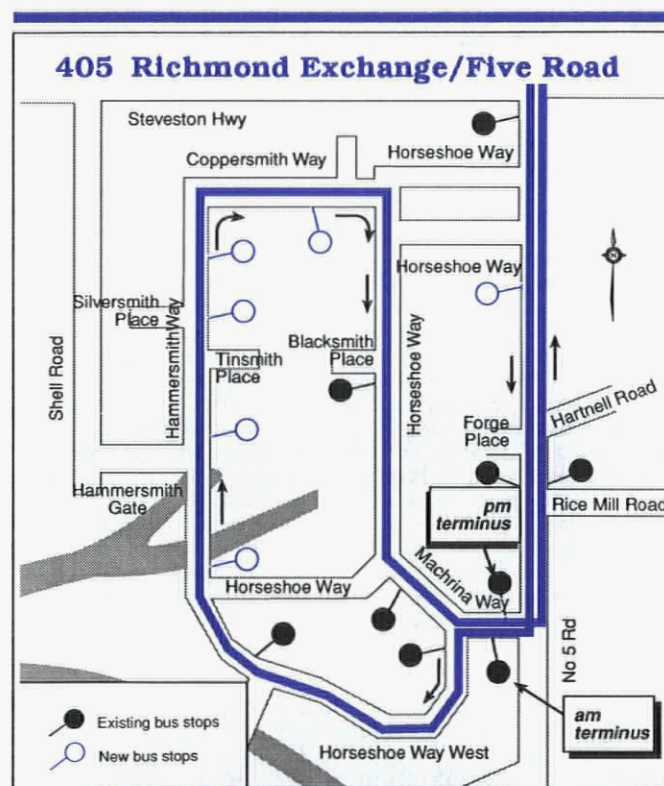 405 Richmond Exchange/Five Road
Steveston Hwy
Coppersmith Way
Horseshoe Way
Horseshoe Way
Silversmith
Place
Hammersmith Way
Shell Road
Tinsmith
Place
Blacksmith
Place
Horseshoe Way
Forge
Place
Hartnell Road
Hammersmith
Gate
pm
terminus
Rice Mill Road
Machrina Way
Horseshoe Way
No 5 Rd
am
terminus
Existing bus stops
New bus stops
Horseshoe Way West
N